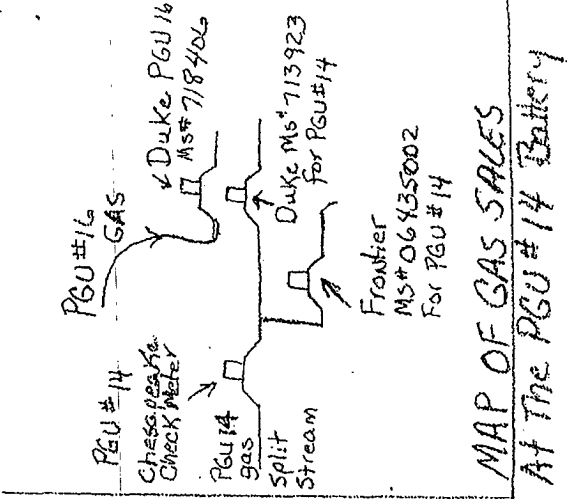 PGU #16
GAS
Duke PGU 16
Ms# 718406
PGU #14
Chesapeake
Check Meter
PGU 14
gas
Split
Stream
Duke Ms# 713923
for PGU#14
Frontier
MS# 06435002
For PGU #14
MAP OF GAS SALES
At The PGU #14 Battery